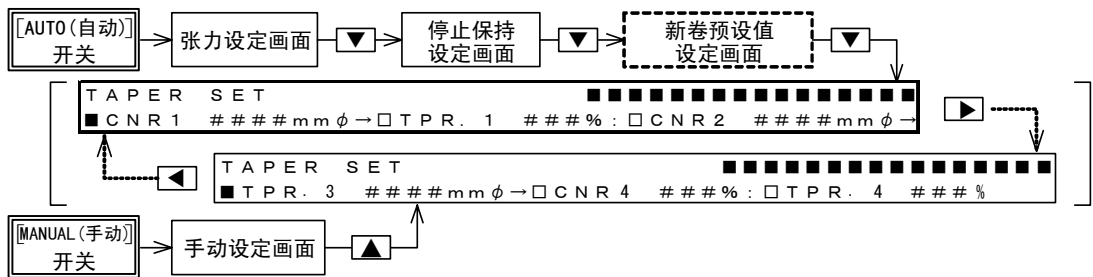 [AUTO(自动)]
开关
张力设定画面
▼
停止保持
设定画面
▼
新卷预设值
设定画面
▼
TAPER SET ■■■■■■■■■■■■■■■■
■CNR1 ####mmφ→□TPR. 1 ###%:□CNR2 ####mmφ→
▶
◀
TAPER SET ■■■■■■■■■■■■■■■■
■TPR. 3 ####mmφ→□CNR4 ###%:□TPR. 4 ###%
[MANUAL(手动)]
开关
手动设定画面
▲